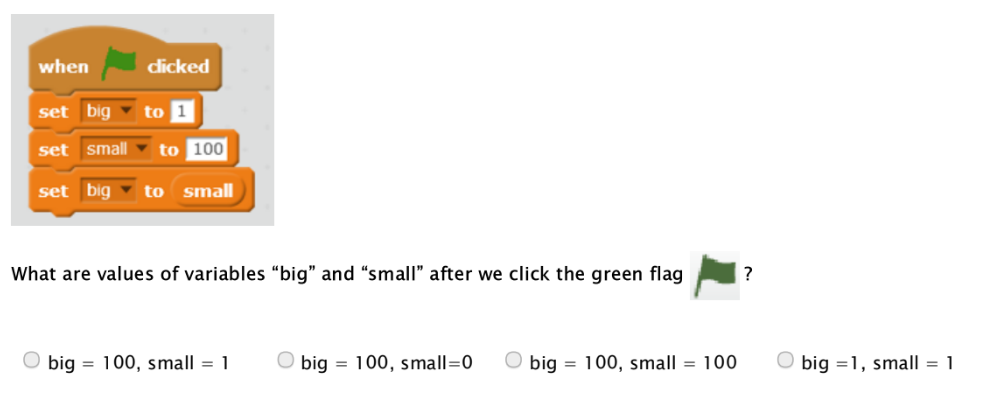 when clicked
set big to 1
set small to 100
set big to small
What are values of variables “big” and “small” after we click the green flag ?
big = 100, small = 1
big = 100, small=0
big = 100, small = 100
big =1, small = 1